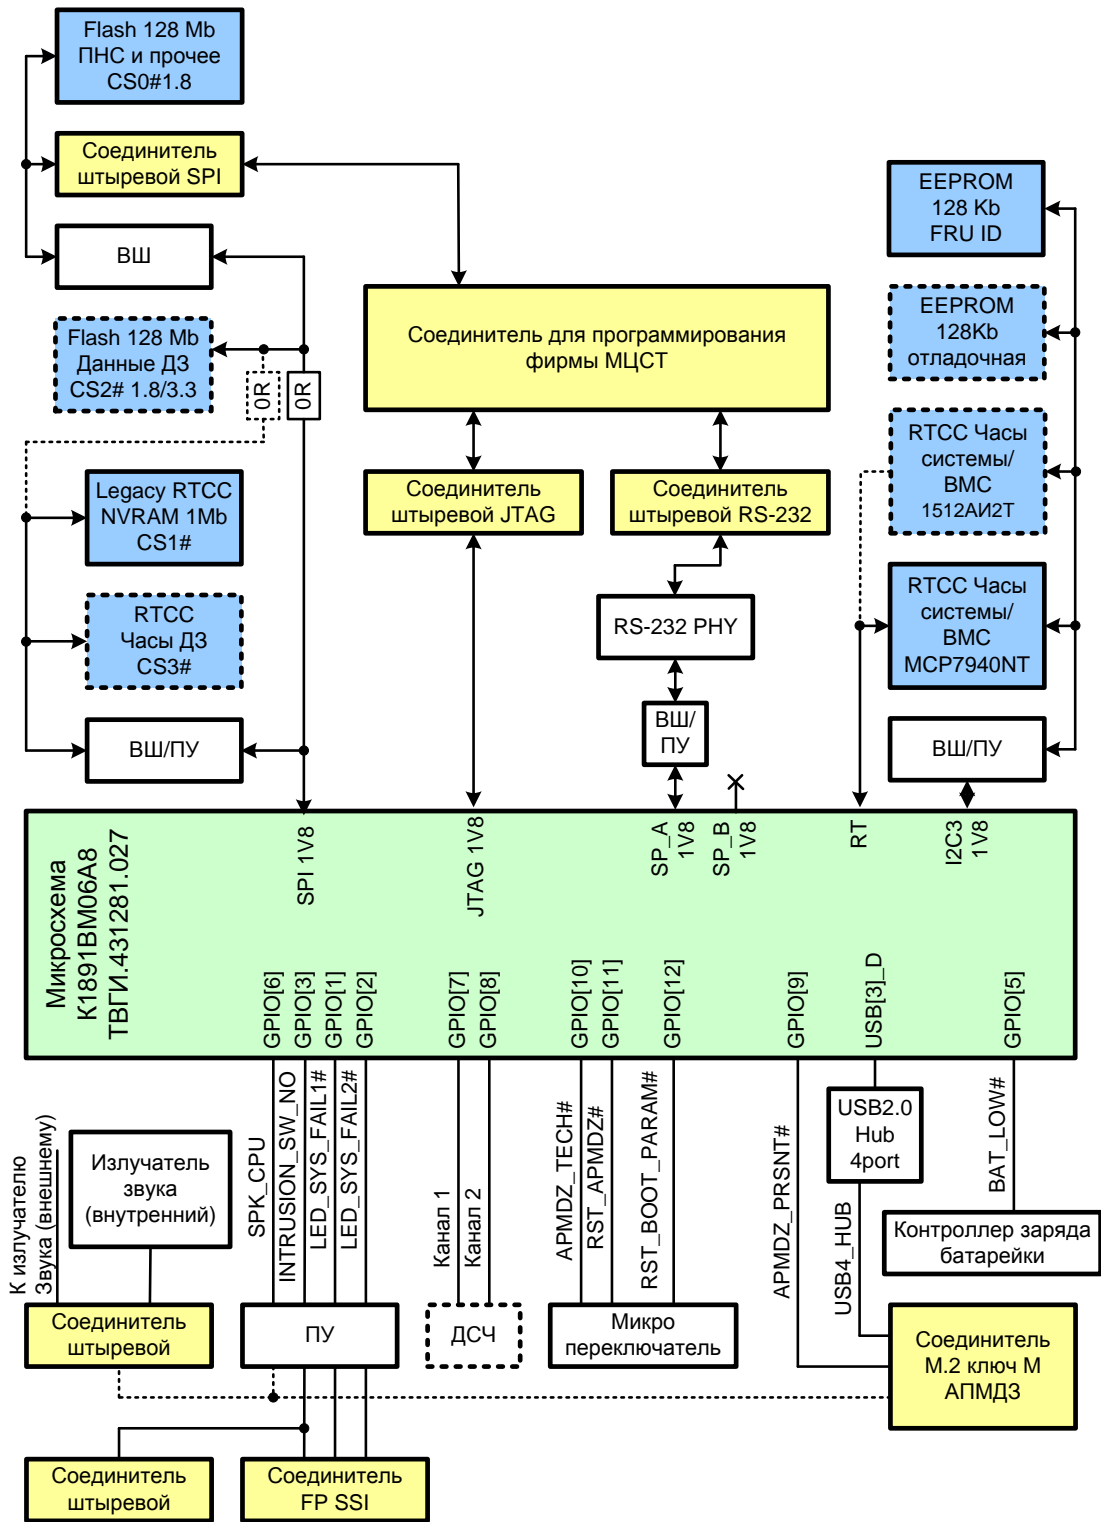 Flash 128 Mb
ПНС и прочее
CS0#1.8
Соединитель
штыревой SPI
ВШ
Flash 128 Mb
Данные ДЗ
CS2# 1.8/3.3
0R
0R
Legacy RTCC
NVRAM 1Mb
CS1#
RTCC
Часы ДЗ
CS3#
ВШ/ПУ
Соединитель для программирования
фирмы МЦСТ
Соединитель
штыревой JTAG
Соединитель
штыревой RS-232
RS-232 PHY
ВШ/
ПУ
EEPROM
128 Kb
FRU ID
EEPROM
128Kb
отладочная
RTCC Часы
системы/
BMC
1512АИ2Т
RTCC Часы
системы/
BMC
MCP7940NT
ВШ/ПУ
Микросхема
К1891ВМ06А8
ТВГИ.431281.027
SPI 1V8
JTAG 1V8
SP_A
1V8
SP_B
1V8
RT
I2C3
1V8
GPIO[6]
GPIO[3]
GPIO[1]
GPIO[2]
GPIO[7]
GPIO[8]
GPIO[10]
GPIO[11]
GPIO[12]
GPIO[9]
USB[3]_D
GPIO[5]
SPK_CPU
INTRUSION_SW_NO
LED_SYS_FAIL1#
LED_SYS_FAIL2#
Канал 1
Канал 2
APMDZ_TECH#
RST_APMDZ#
RST_BOOT_PARAM#
APMDZ_PRSNT#
USB2.0
Hub
4port
USB4_HUB
BAT_LOW#
К излучателю
Звука (внешнему)
Излучатель
звука
(внутренний)
Контроллер заряда
батарейки
Соединитель
штыревой
ПУ
ДСЧ
Микро
переключатель
Соединитель
М.2 ключ М
АПМДЗ
Соединитель
штыревой
Соединитель
FP SSI